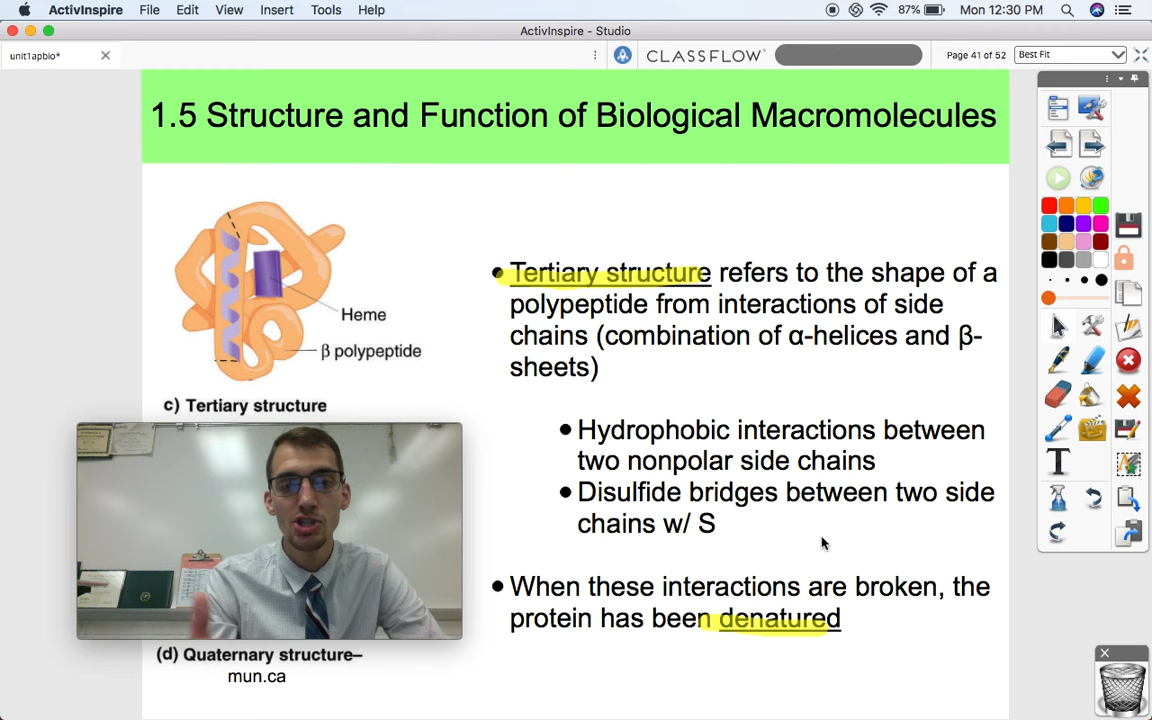 ActivInspire File Edit View Insert Tools Help
87% Mon 12:30 PM
ActivInspire - Studio
unit1apbio*
CLASSFLOW
Page 41 of 52
Best Fit
1.5 Structure and Function of Biological Macromolecules
Heme
β polypeptide
c) Tertiary structure
• Tertiary structure refers to the shape of a
polypeptide from interactions of side
chains (combination of α-helices and β-
sheets)
• Hydrophobic interactions between
two nonpolar side chains
• Disulfide bridges between two side
chains w/ S
• When these interactions are broken, the
protein has been denatured
(d) Quaternary structure–
mun.ca